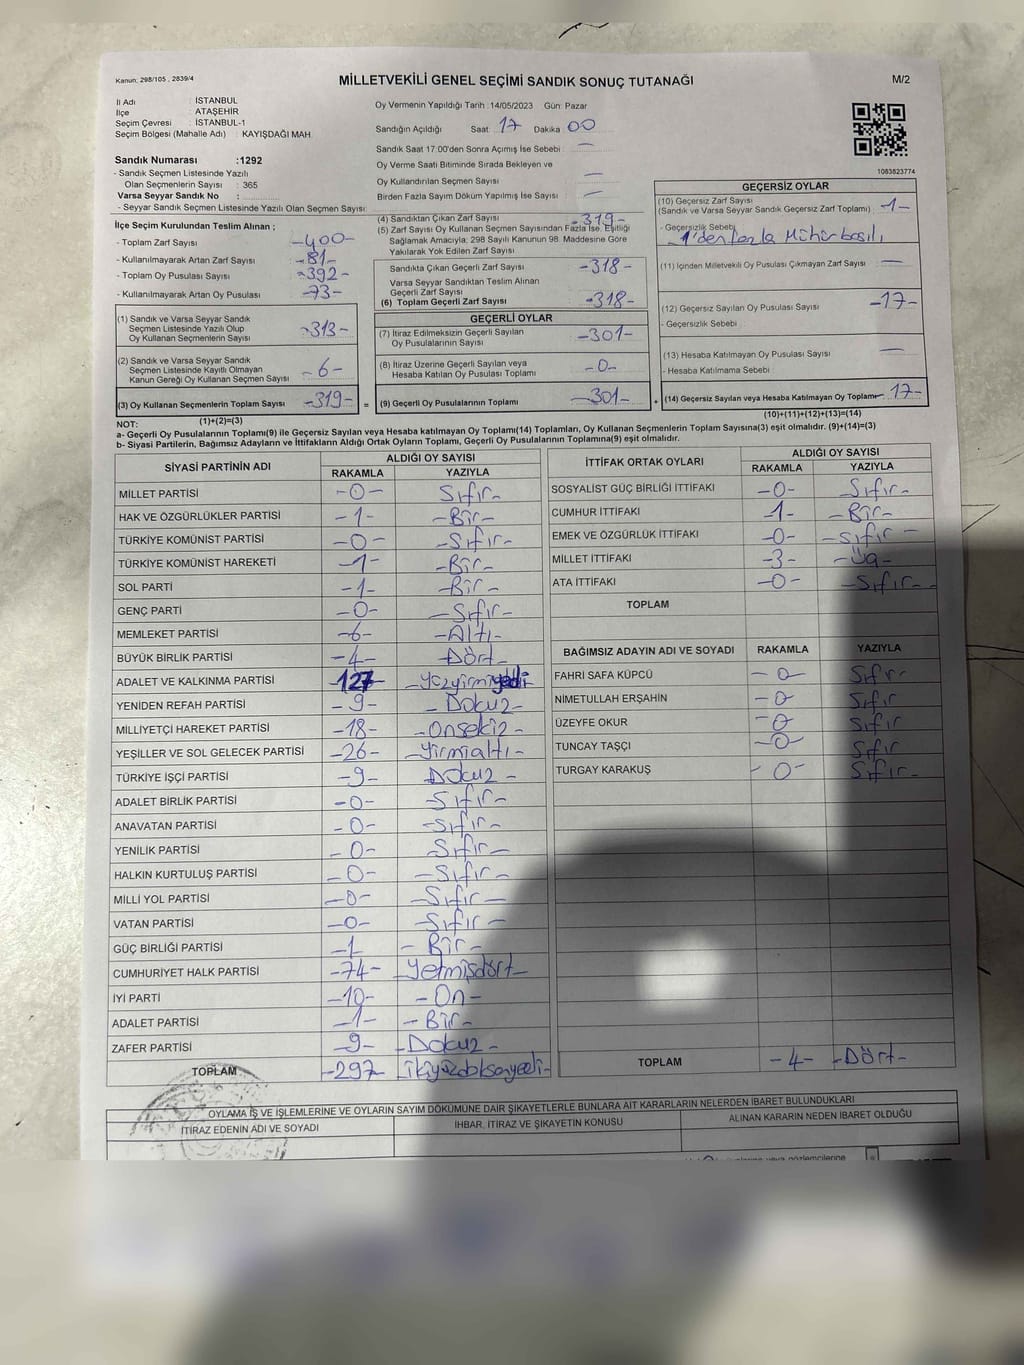 Kanun: 298/105 , 2839/4
MİLLETVEKİLİ GENEL SEÇİMİ SANDIK SONUÇ TUTANAĞI
M/2
İl Adı : İSTANBUL
İlçe : ATAŞEHİR
Seçim Çevresi : İSTANBUL-1
Seçim Bölgesi (Mahalle Adı) : KAYIŞDAĞI MAH
Sandık Numarası :1292
- Sandık Seçmen Listesinde Yazılı
Olan Seçmenlerin Sayısı : 365
Varsa Seyyar Sandık No :
- Seyyar Sandık Seçmen Listesinde Yazılı Olan Seçmen Sayısı:
Oy Vermenin Yapıldığı Tarih :14/05/2023 Gün: Pazar
Sandığın Açıldığı Saat: 17 Dakika 00
Sandık Saat 17:00'den Sonra Açımış İse Sebebi : —
Oy Verme Saati Bitiminde Sırada Bekleyen ve
Oy Kullandırılan Seçmen Sayısı —
Birden Fazla Sayım Döküm Yapılmış İse Sayısı : —
1083823774
İlçe Seçim Kurulundan Teslim Alınan ;
- Toplam Zarf Sayısı : -400-
- Kullanılmayarak Artan Zarf Sayısı : -81-
- Toplam Oy Pusulası Sayısı : -392-
- Kullanılmayarak Artan Oy Pusulası : -73-
(1) Sandık ve Varsa Seyyar Sandık
Seçmen Listesinde Yazılı Olup
Oy Kullanan Seçmenlerin Sayısı : -313-
(2) Sandık ve Varsa Seyyar Sandık
Seçmen Listesinde Kayıtlı Olmayan
Kanun Gereği Oy Kullanan Seçmen Sayısı : -6-
(3) Oy Kullanan Seçmenlerin Toplam Sayısı : -319- =
(1)+(2)=(3)
(4) Sandıktan Çıkan Zarf Sayısı : -319-
(5) Zarf Sayısı Oy Kullanan Seçmen Sayısından Fazla İse, Eşitliği
Sağlamak Amacıyla; 298 Sayılı Kanunun 98. Maddesine Göre
Yakılarak Yok Edilen Zarf Sayısı
Sandıkta Çıkan Geçerli Zarf Sayısı -318-
Varsa Seyyar Sandıktan Teslim Alınan
Geçerli Zarf Sayısı
(6) Toplam Geçerli Zarf Sayısı : -318-
GEÇERLİ OYLAR
(7) İtiraz Edilmeksizin Geçerli Sayılan
Oy Pusulalarının Sayısı : -301-
(8) İtiraz Üzerine Geçerli Sayılan veya
Hesaba Katılan Oy Pusulası Toplamı : -0-
(9) Geçerli Oy Pusulalarının Toplamı : -301- +
GEÇERSİZ OYLAR
(10) Geçersiz Zarf Sayısı
(Sandık ve Varsa Seyyar Sandık Geçersiz Zarf Toplamı) : -1-
- Geçersizlik Sebebi
-1'den fazla Mühür basılı
(11) İçinden Milletvekili Oy Pusulası Çıkmayan Zarf Sayısı —
(12) Geçersiz Sayılan Oy Pusulası Sayısı : -17-
- Geçersizlik Sebebi
(13) Hesaba Katılmayan Oy Pusulası Sayısı —
- Hesaba Katılmama Sebebi
(14) Geçersiz Sayılan veya Hesaba Katılmayan Oy Toplamı 17-
(10)+(11)+(12)+(13)=(14)
NOT:
a- Geçerli Oy Pusulalarının Toplamı(9) ile Geçersiz Sayılan veya Hesaba katılmayan Oy Toplamı(14) Toplamları, Oy Kullanan Seçmenlerin Toplam Sayısına(3) eşit olmalıdır. (9)+(14)=(3)
b- Siyasi Partilerin, Bağımsız Adayların ve İttifakların Aldığı Ortak Oyların Toplamı, Geçerli Oy Pusulalarının Toplamına(9) eşit olmalıdır.
SİYASİ PARTİNİN ADI
ALDIĞI OY SAYISI
RAKAMLA YAZIYLA
MİLLET PARTİSİ -0- Sıfır-
HAK VE ÖZGÜRLÜKLER PARTİSİ -1- -Bir-
TÜRKİYE KOMÜNİST PARTİSİ -0- -Sıfır-
TÜRKİYE KOMÜNİST HAREKETİ -1- -Bir-
SOL PARTİ -1- -Bir-
GENÇ PARTİ -0- -Sıfır-
MEMLEKET PARTİSİ -6- -Altı-
BÜYÜK BİRLİK PARTİSİ -4- -Dört-
ADALET VE KALKINMA PARTİSİ -127- -yüzyirmiyedi-
YENİDEN REFAH PARTİSİ -9- -Dokuz-
MİLLİYETÇİ HAREKET PARTİSİ -18- -onsekiz-
YEŞİLLER VE SOL GELECEK PARTİSİ -26- -yirmialtı-
TÜRKİYE İŞÇİ PARTİSİ -9- Dokuz-
ADALET BİRLİK PARTİSİ -0- -Sıfır-
ANAVATAN PARTİSİ -0- -Sıfır-
YENİLİK PARTİSİ -0- -Sıfır-
HALKIN KURTULUŞ PARTİSİ -0- -Sıfır-
MİLLİ YOL PARTİSİ -0- -Sıfır-
VATAN PARTİSİ -0- -Sıfır-
GÜÇ BİRLİĞİ PARTİSİ -1 -Bir-
CUMHURİYET HALK PARTİSİ -74- -Yetmişdört-
İYİ PARTİ -10- -On-
ADALET PARTİSİ -1- -Bir-
ZAFER PARTİSİ -9- -Dokuz-
TOPLAM -297- ikiyüzdoksanyedi-
İTTİFAK ORTAK OYLARI
ALDIĞI OY SAYISI
RAKAMLA YAZIYLA
SOSYALİST GÜÇ BİRLİĞİ İTTİFAKI -0- -Sıfır-
CUMHUR İTTİFAKI -1- -Bir-
EMEK VE ÖZGÜRLÜK İTTİFAKI -0- -Sıfır-
MİLLET İTTİFAKI -3- -Üç-
ATA İTTİFAKI -0- -Sıfır-
TOPLAM
BAĞIMSIZ ADAYIN ADI VE SOYADI RAKAMLA YAZIYLA
FAHRİ SAFA KÜPCÜ -0 Sıfır
NİMETULLAH ERŞAHİN -0 Sıfır
ÜZEYFE OKUR -0 Sıfır
TUNCAY TAŞÇI -0- Sıfır
TURGAY KARAKUŞ -0- Sıfır-
TOPLAM -4- -Dört-
OYLAMA İŞ VE İŞLEMLERİNE VE OYLARIN SAYIM DÖKÜMUNE DAİR ŞİKAYETLERLE BUNLARA AİT KARARLARIN NELERDEN İBARET BULUNDUKLARI
İTİRAZ EDENİN ADI VE SOYADI İHBAR, İTİRAZ VE ŞİKAYETİN KONUSU ALINAN KARARIN NEDEN İBARET OLDUĞU